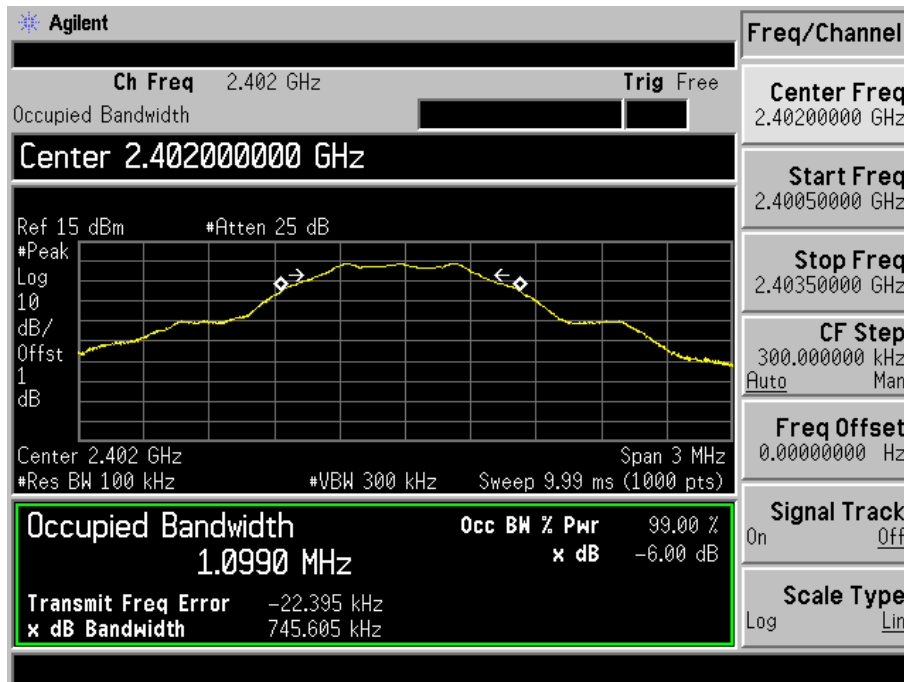 Agilent
Freq/Channel
Ch Freq 2.402 GHz Trig Free
Occupied Bandwidth
Center 2.402000000 GHz
Ref 15 dBm #Atten 25 dB
#Peak
Log
10
dB/
Offst
1
dB
Center 2.402 GHz Span 3 MHz
#Res BW 100 kHz #VBW 300 kHz Sweep 9.99 ms (1000 pts)
Occupied Bandwidth
1.0990 MHz
Occ BW % Pwr 99.00 %
x dB -6.00 dB
Transmit Freq Error -22.395 kHz
x dB Bandwidth 745.605 kHz
Center Freq
2.40200000 GHz
Start Freq
2.40050000 GHz
Stop Freq
2.40350000 GHz
CF Step
300.000000 kHz
Auto Man
Freq Offset
0.00000000 Hz
Signal Track
On Off
Scale Type
Log Lin